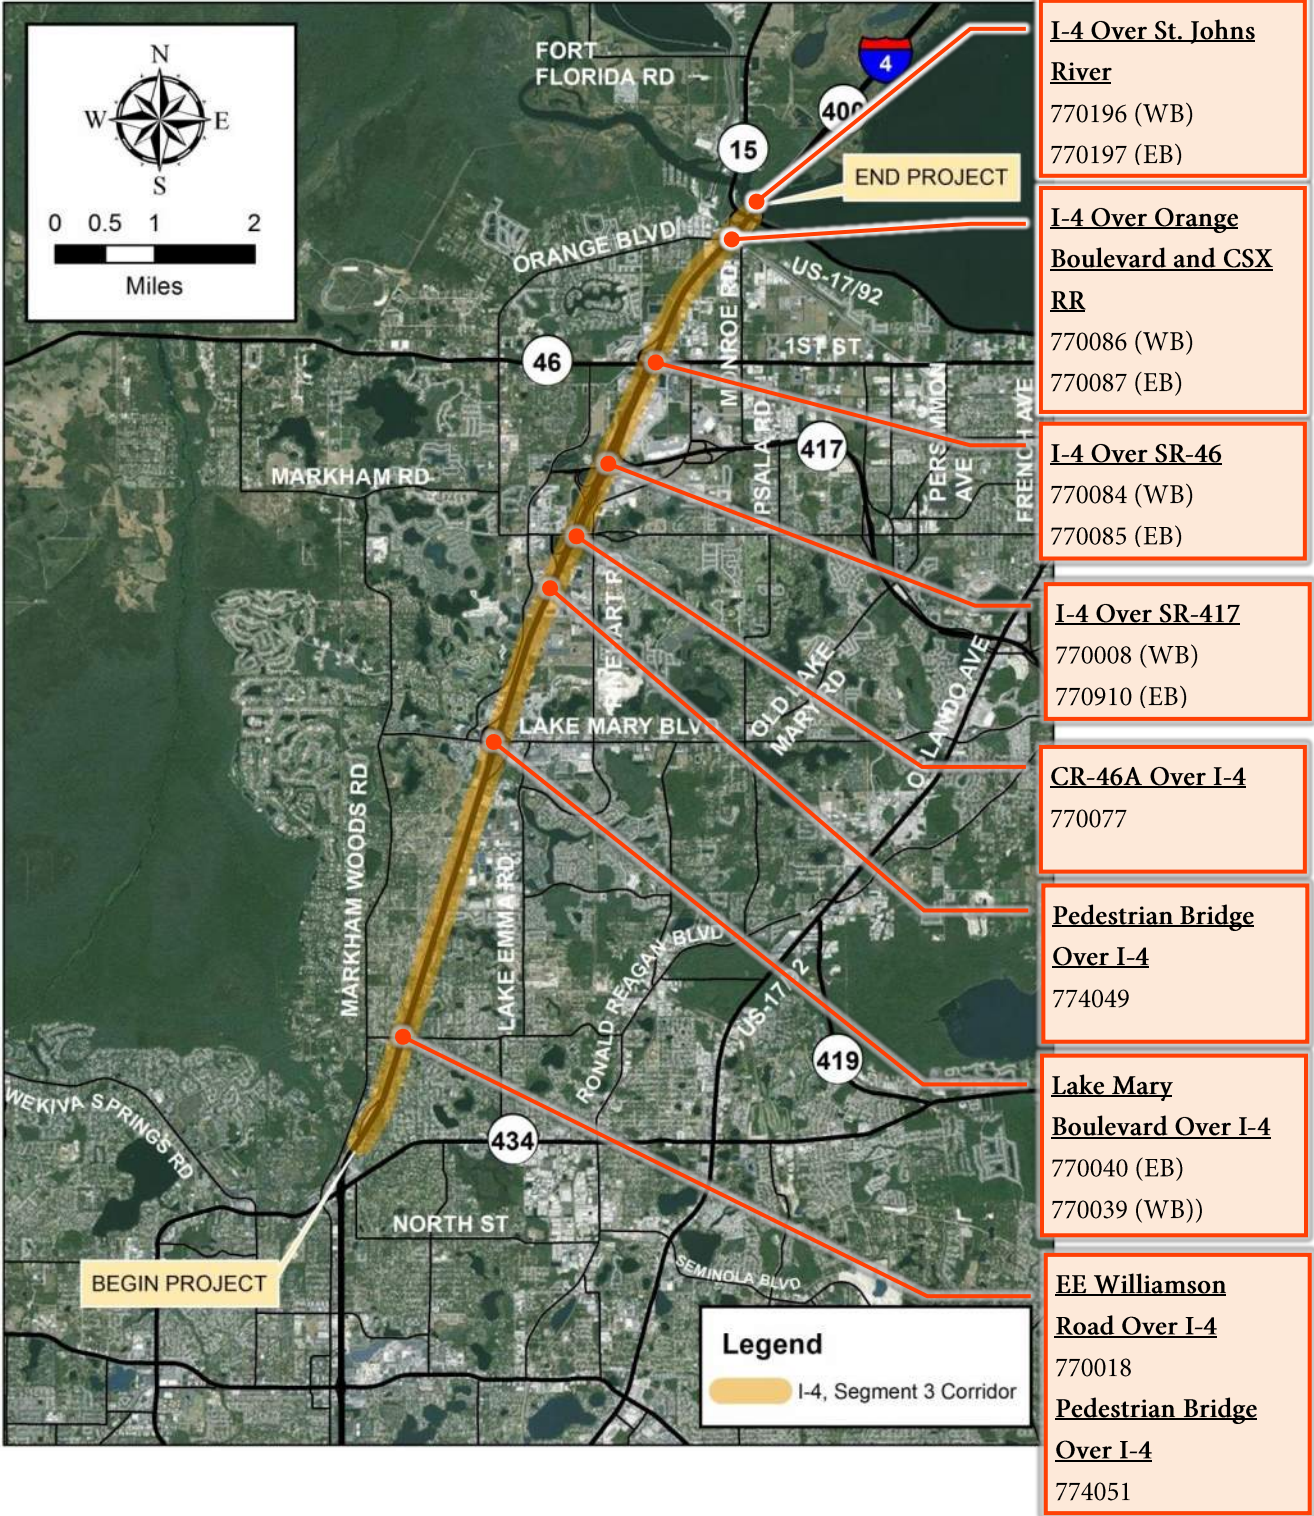 N
W
E
S
0 0.5 1 2
Miles
FORT
FLORIDA RD
4
400
15
END PROJECT
ORANGE BLVD
US-17/92
MONROE RD
1ST ST
46
417
MARKHAM RD
PERSIMMON
AVE
FRENCH AVE
LAKE MARY BLVD
OLD LAKE
MARY RD
MARKHAM WOODS RD
LAKE EMMA RD
RONALD REAGAN BLVD
419
WEKIVA SPRINGS RD
434
NORTH ST
SEMINOLA BLVD
BEGIN PROJECT
Legend
I-4, Segment 3 Corridor
I-4 Over St. Johns
River
770196 (WB)
770197 (EB)
I-4 Over Orange
Boulevard and CSX
RR
770086 (WB)
770087 (EB)
I-4 Over SR-46
770084 (WB)
770085 (EB)
I-4 Over SR-417
770008 (WB)
770910 (EB)
CR-46A Over I-4
770077
Pedestrian Bridge
Over I-4
774049
Lake Mary
Boulevard Over I-4
770040 (EB)
770039 (WB))
EE Williamson
Road Over I-4
770018
Pedestrian Bridge
Over I-4
774051